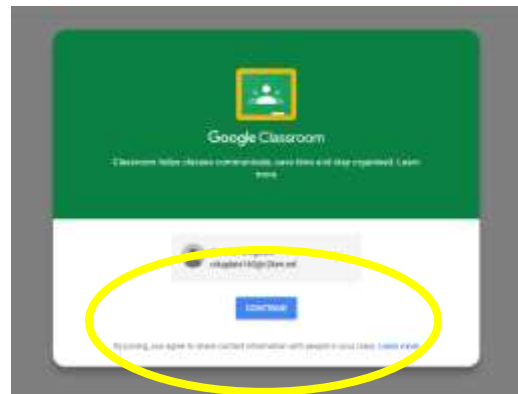 Google Classroom
Classroom helps classes communicate, save time and stay organised. Learn
more
CONTINUE
By joining, you agree to share contact information with people in your class. Learn more